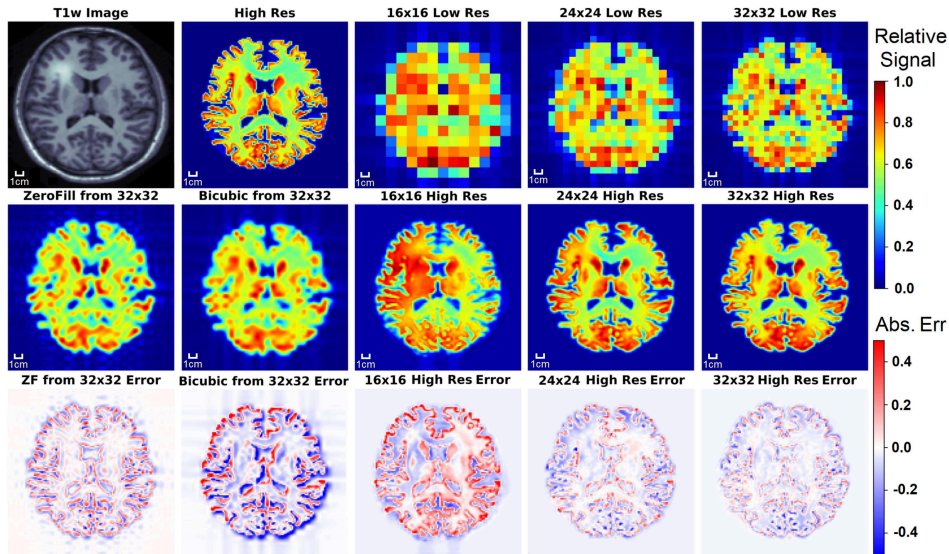 T1w Image
High Res
16x16 Low Res
24x24 Low Res
32x32 Low Res
1cm
1cm
1cm
1cm
1cm
Relative
Signal
1.0
0.8
0.6
0.4
0.2
0.0
ZeroFill from 32x32
Bicubic from 32x32
16x16 High Res
24x24 High Res
32x32 High Res
1cm
1cm
1cm
1cm
1cm
Abs. Err
0.4
0.2
0.0
-0.2
-0.4
ZF from 32x32 Error
Bicubic from 32x32 Error
16x16 High Res Error
24x24 High Res Error
32x32 High Res Error